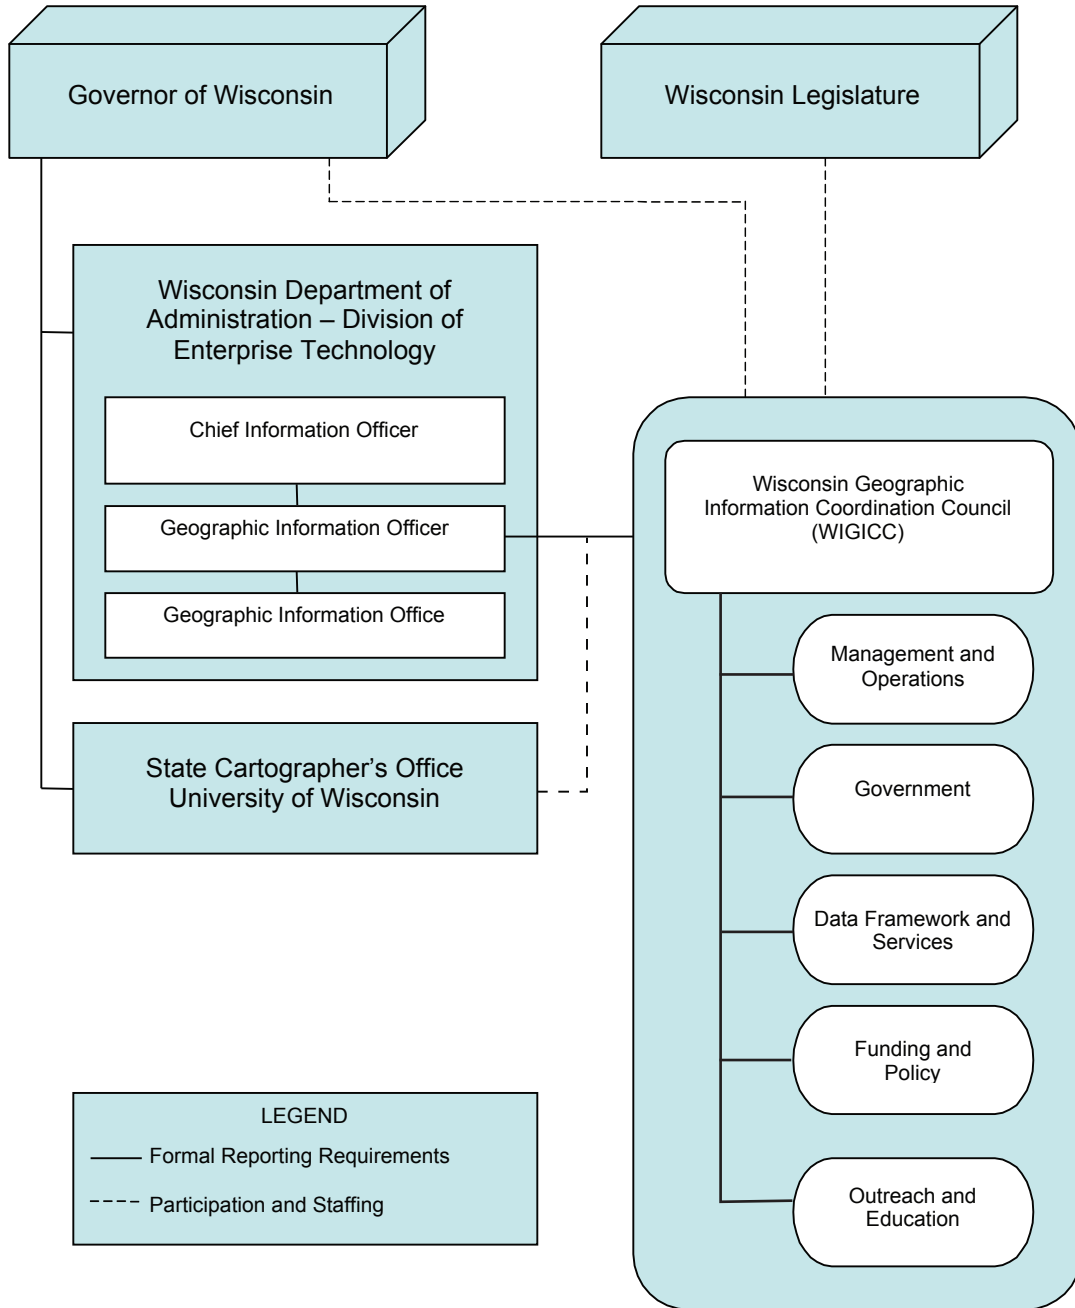 Governor of Wisconsin
Wisconsin Legislature
Wisconsin Department of
Administration – Division of
Enterprise Technology
Chief Information Officer
Geographic Information Officer
Geographic Information Office
State Cartographer's Office
University of Wisconsin
Wisconsin Geographic
Information Coordination Council
(WIGICC)
Management and
Operations
Government
Data Framework and
Services
Funding and
Policy
Outreach and
Education
LEGEND
Formal Reporting Requirements
Participation and Staffing